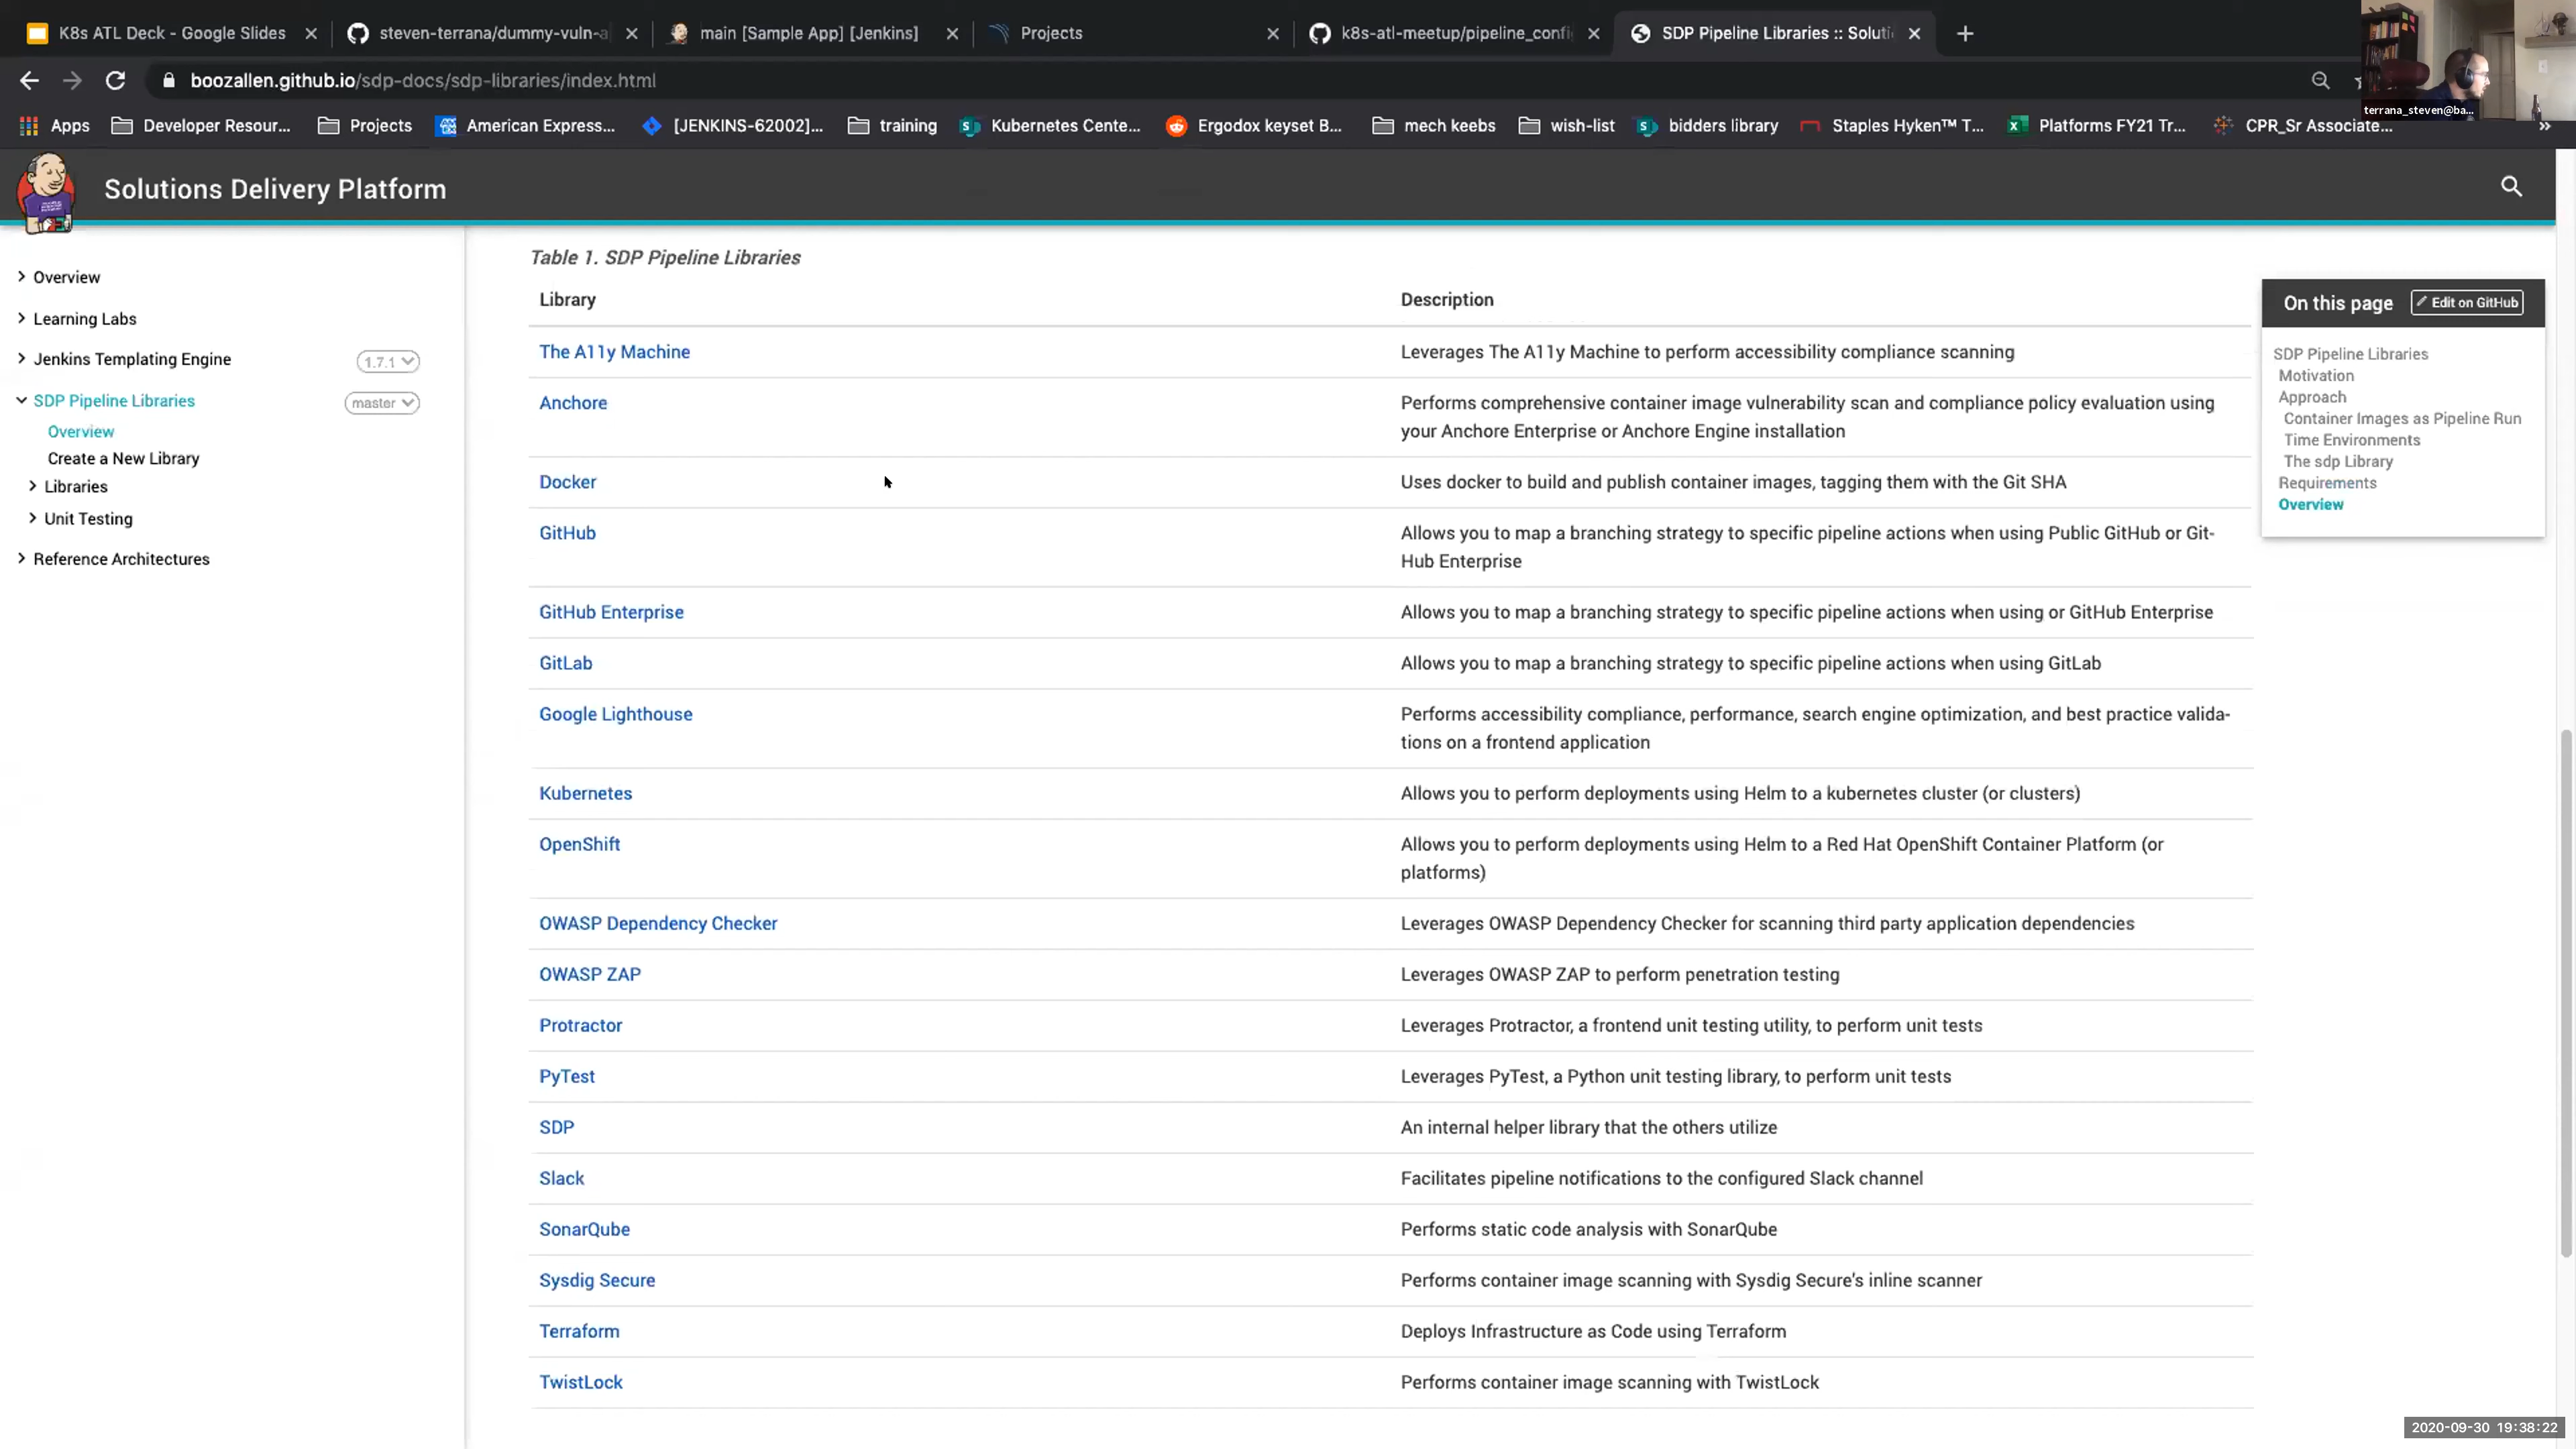 K8s ATL Deck - Google Slides
steven-terrana/dummy-vuln-a
main [Sample App] [Jenkins]
Projects
k8s-atl-meetup/pipeline_confi
SDP Pipeline Libraries :: Soluti
boozallen.github.io/sdp-docs/sdp-libraries/index.html
terrana_steven@ba...
Apps
Developer Resour...
Projects
American Express...
[JENKINS-62002]...
training
Kubernetes Cente...
Ergodox keyset B...
mech keebs
wish-list
bidders library
Staples Hyken™ T...
Platforms FY21 Tr...
CPR_Sr Associate...
Solutions Delivery Platform
Overview
Learning Labs
Jenkins Templating Engine
1.7.1
SDP Pipeline Libraries
master
Overview
Create a New Library
Libraries
Unit Testing
Reference Architectures
Table 1. SDP Pipeline Libraries
Library Description
The A11y Machine Leverages The A11y Machine to perform accessibility compliance scanning
Anchore Performs comprehensive container image vulnerability scan and compliance policy evaluation using
your Anchore Enterprise or Anchore Engine installation
Docker Uses docker to build and publish container images, tagging them with the Git SHA
GitHub Allows you to map a branching strategy to specific pipeline actions when using Public GitHub or Git-
Hub Enterprise
GitHub Enterprise Allows you to map a branching strategy to specific pipeline actions when using or GitHub Enterprise
GitLab Allows you to map a branching strategy to specific pipeline actions when using GitLab
Google Lighthouse Performs accessibility compliance, performance, search engine optimization, and best practice valida-
tions on a frontend application
Kubernetes Allows you to perform deployments using Helm to a kubernetes cluster (or clusters)
OpenShift Allows you to perform deployments using Helm to a Red Hat OpenShift Container Platform (or
platforms)
OWASP Dependency Checker Leverages OWASP Dependency Checker for scanning third party application dependencies
OWASP ZAP Leverages OWASP ZAP to perform penetration testing
Protractor Leverages Protractor, a frontend unit testing utility, to perform unit tests
PyTest Leverages PyTest, a Python unit testing library, to perform unit tests
SDP An internal helper library that the others utilize
Slack Facilitates pipeline notifications to the configured Slack channel
SonarQube Performs static code analysis with SonarQube
Sysdig Secure Performs container image scanning with Sysdig Secure's inline scanner
Terraform Deploys Infrastructure as Code using Terraform
TwistLock Performs container image scanning with TwistLock
On this page
Edit on GitHub
SDP Pipeline Libraries
Motivation
Approach
Container Images as Pipeline Run
Time Environments
The sdp Library
Requirements
Overview
2020-09-30 19:38:22